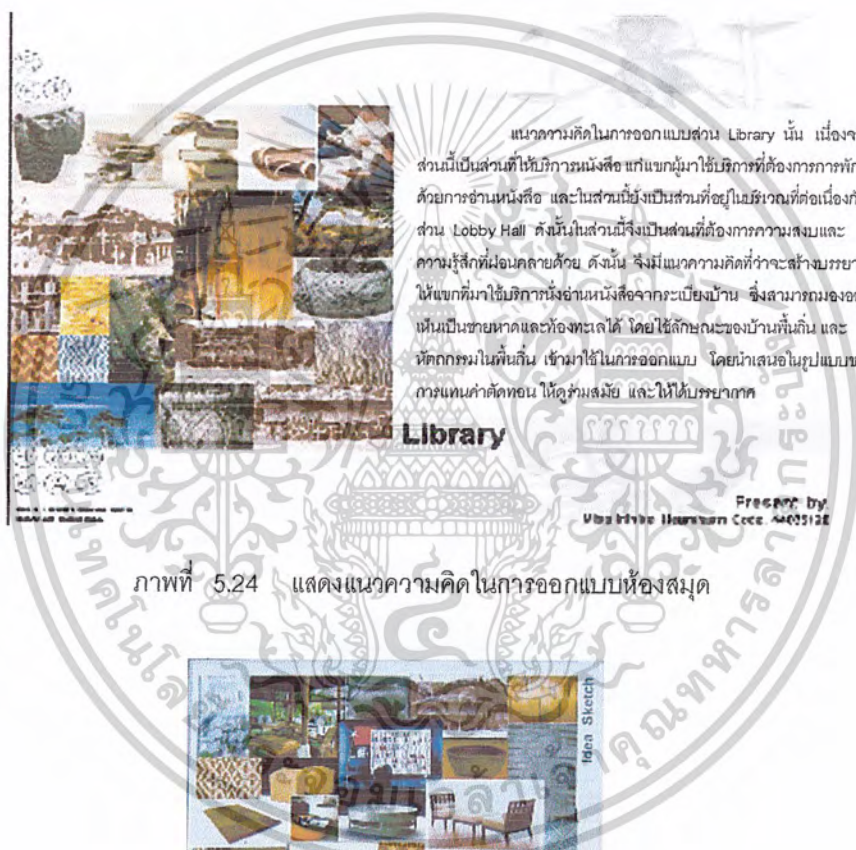 แนวความคิดในการออกแบบส่วน Library นั้น เนื่องจ
ส่วนนี้เป็นส่วนที่ให้บริการหนังสือ แก่แขกผู้มาใช้บริการที่ต้องการการพัก
ด้วยการอ่านหนังสือ และในส่วนนี้ยังเป็นส่วนที่อยู่ในบริเวณที่ต่อเนื่องกั
ส่วน Lobby Hall ดังนั้นในส่วนนี้จึงเป็นส่วนที่ต้องการความสงบและ
ความรู้สึกที่ผ่อนคลายด้วย ดังนั้น จึงมีแนวความคิดที่ว่าจะสร้างบรรยา
ให้แขกที่มาใช้บริการนั่งอ่านหนังสือจากระเบียงบ้าน ซึ่งสามารถมองออ
เห็นเป็นชายหาดและท้องทะเลได้ โดยใช้ลักษณะของบ้านพื้นถิ่น และ
หัตถกรรมในพื้นถิ่น เข้ามาใช้ในการออกแบบ โดยนำเสนอในรูปแบบข
การแทนค่าตัดทอน ให้ดูร่วมสมัย และให้ได้บรรยากาศ
Library
Present by.
Code.
ภาพที่ 5.24 แสดงแนวความคิดในการออกแบบห้องสมุด
Idea Sketch